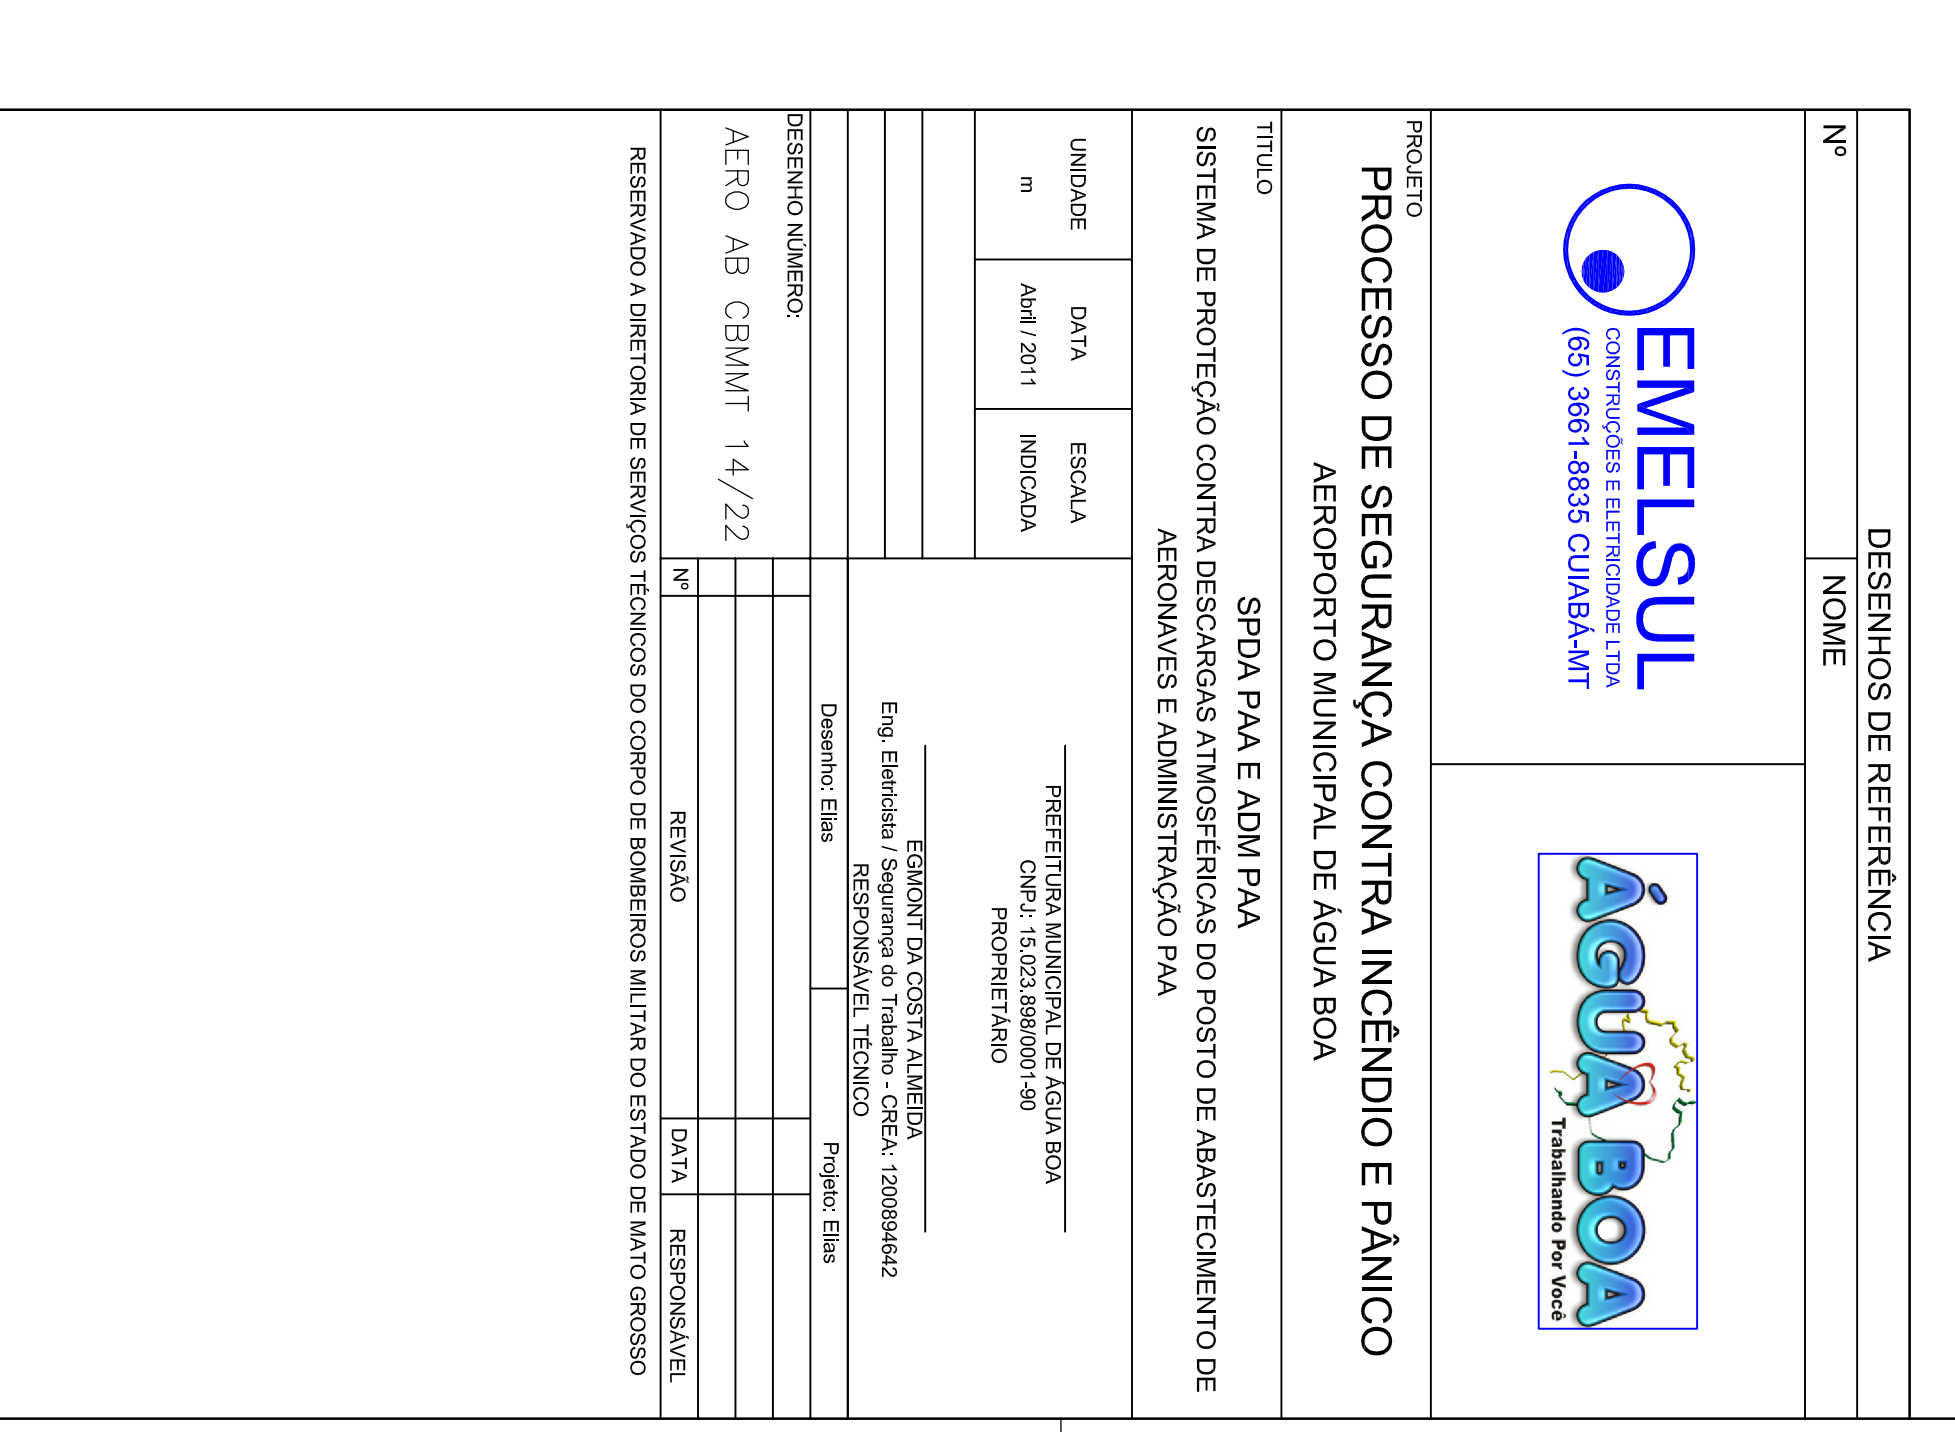 DESENHOS DE REFERÊNCIA
Nº NOME
EMELSUL
CONSTRUÇÕES E ELETRICIDADE LTDA
(65) 3661-8835 CUIABÁ-MT
ÁGUA BOA
Trabalhando Por Você
PROJETO
PROCESSO DE SEGURANÇA CONTRA INCÊNDIO E PÂNICO
AEROPORTO MUNICIPAL DE ÁGUA BOA
TITULO
SPDA PAA E ADM PAA
SISTEMA DE PROTEÇÃO CONTRA DESCARGAS ATMOSFÉRICAS DO POSTO DE ABASTECIMENTO DE
AERONAVES E ADMINISTRAÇÃO PAA
UNIDADE DATA ESCALA
m Abril / 2011 INDICADA
PREFEITURA MUNICIPAL DE ÁGUA BOA
CNPJ: 15.023.898/0001-90
PROPRIETÁRIO
EGMONT DA COSTA ALMEIDA
Eng. Eletricista / Segurança do Trabalho - CREA: 1200894642
RESPONSÁVEL TÉCNICO
Desenho: Elias Projeto: Elias
DESENHO NÚMERO:
AERO AB CBMMT 14/22
Nº REVISÃO DATA RESPONSÁVEL
RESERVADO A DIRETORIA DE SERVIÇOS TÉCNICOS DO CORPO DE BOMBEIROS MILITAR DO ESTADO DE MATO GROSSO